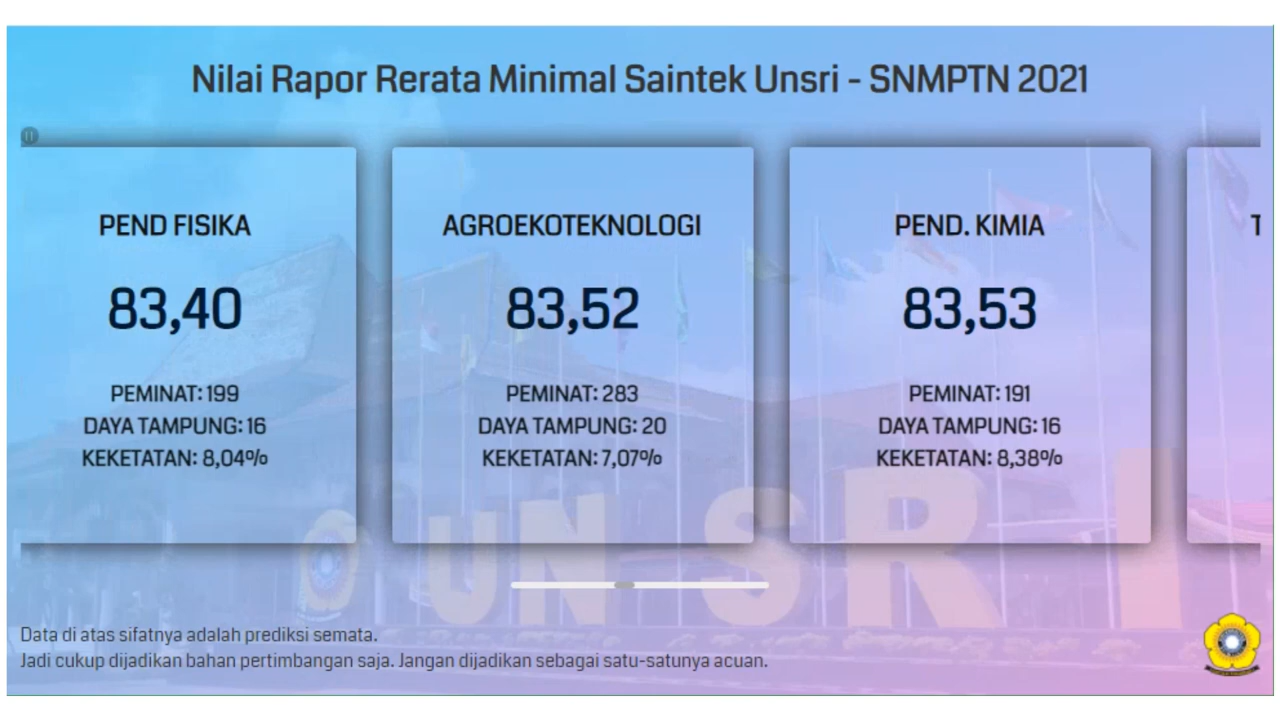 Nilai Rapor Rerata Minimal Saintek Unsri - SNMPTN 2021
PEND FISIKA
83,40
PEMINAT: 199
DAYA TAMPUNG: 16
KEKETATAN: 8,04%
AGROEKOTEKNOLOGI
83,52
PEMINAT: 283
DAYA TAMPUNG: 20
KEKETATAN: 7,07%
PEND. KIMIA
83,53
PEMINAT: 191
DAYA TAMPUNG: 16
KEKETATAN: 8,38%
UNSRI
Data di atas sifatnya adalah prediksi semata.
Jadi cukup dijadikan bahan pertimbangan saja. Jangan dijadikan sebagai satu-satunya acuan.